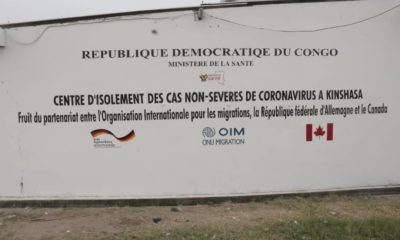 REPUBLIQUE DEMOCRATIQE DU CONGO
MINISTERE DE LA SANTE
CENTRE D'ISOLEMENT DES CAS NON-SEVERES DE CORONAVIRUS A KINSHASA
Fruit du partenariat entre l'Organisation Internationale pour les migrations, la République fédérale d'Allemagne et le Canada
OIM
ONU MIGRATION